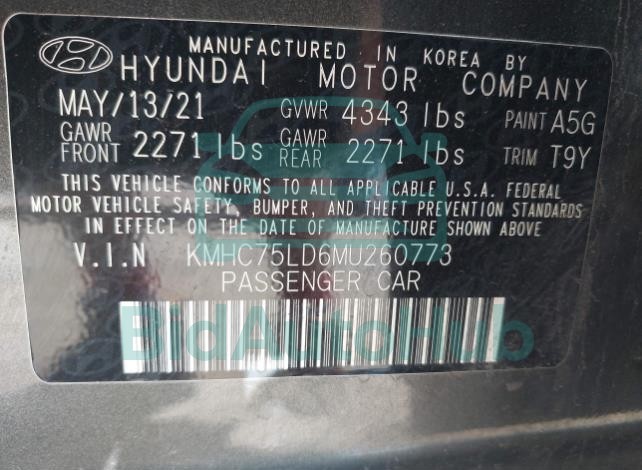 MANUFACTURED IN KOREA BY
HYUNDAI MOTOR COMPANY
MAY/13/21 GVWR 4343 lbs PAINT A5G
GAWR FRONT 2271 lbs GAWR REAR 2271 lbs TRIM T9Y
THIS VEHICLE CONFORMS TO ALL APPLICABLE U.S.A. FEDERAL
MOTOR VEHICLE SAFETY, BUMPER, AND THEFT PREVENTION STANDARDS
IN EFFECT ON THE DATE OF MANUFACTURE SHOWN ABOVE
V.I.N KMHC75LD6MU260773
PASSENGER CAR
BidAutoHub